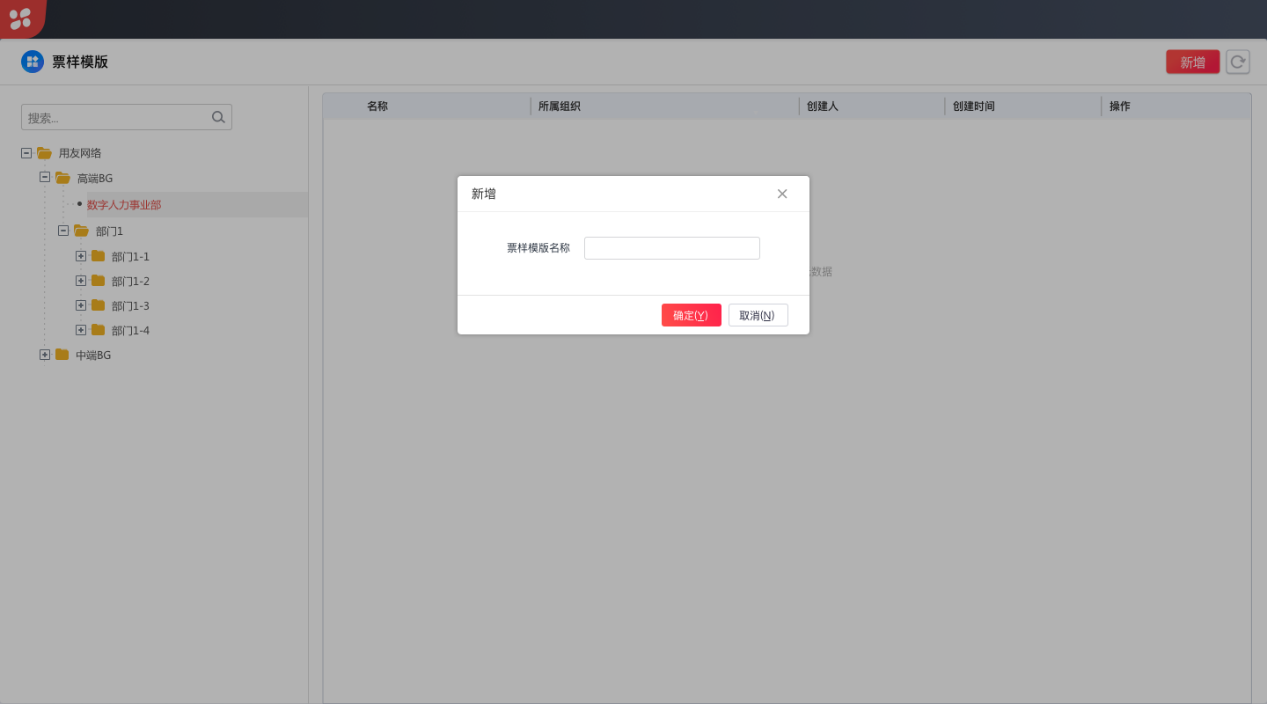 票样模版
新增
搜索...
用友网络
高端BG
数字人力事业部
部门1
部门1-1
部门1-2
部门1-3
部门1-4
中端BG
名称 所属组织 创建人 创建时间 操作
数据
新增
票样模版名称
确定(Y) 取消(N)